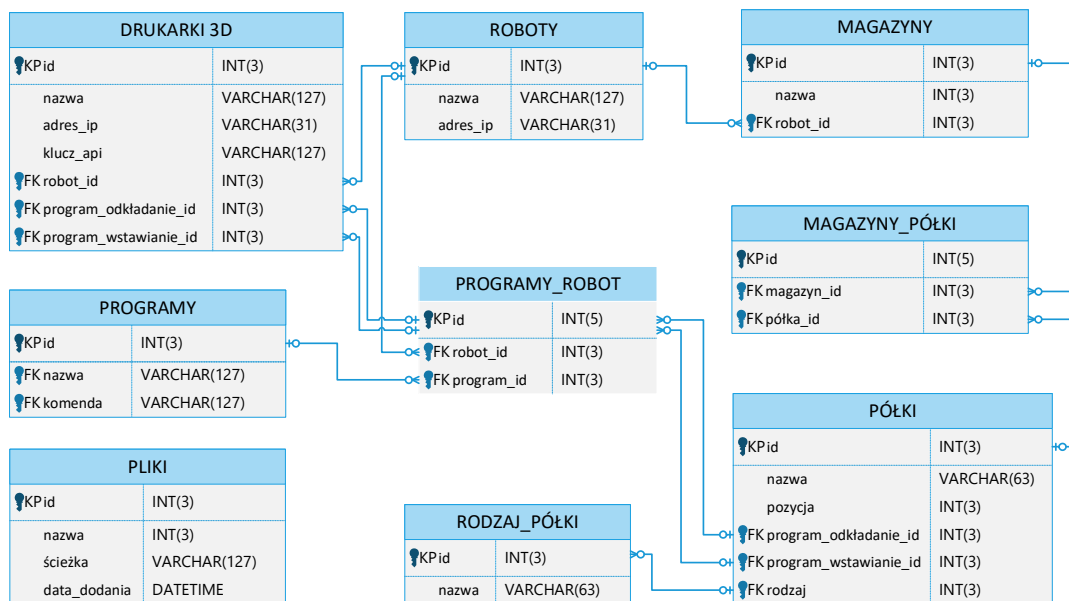 DRUKARKI 3D
KP id INT(3)
nazwa VARCHAR(127)
adres_ip VARCHAR(31)
klucz_api VARCHAR(127)
FK robot_id INT(3)
FK program_odkładanie_id INT(3)
FK program_wstawianie_id INT(3)
ROBOTY
KP id INT(3)
nazwa VARCHAR(127)
adres_ip VARCHAR(31)
MAGAZYNY
KP id INT(3)
nazwa INT(3)
FK robot_id INT(3)
MAGAZYNY_PÓŁKI
KP id INT(5)
FK magazyn_id INT(3)
FK półka_id INT(3)
PROGRAMY
KP id INT(3)
FK nazwa VARCHAR(127)
FK komenda VARCHAR(127)
PROGRAMY_ROBOT
KP id INT(5)
FK robot_id INT(3)
FK program_id INT(3)
PÓŁKI
KP id INT(3)
nazwa VARCHAR(63)
pozycja INT(3)
FK program_odkładanie_id INT(3)
FK program_wstawianie_id INT(3)
FK rodzaj INT(3)
PLIKI
KP id INT(3)
nazwa INT(3)
ścieżka VARCHAR(127)
data_dodania DATETIME
RODZAJ_PÓŁKI
KP id INT(3)
nazwa VARCHAR(63)